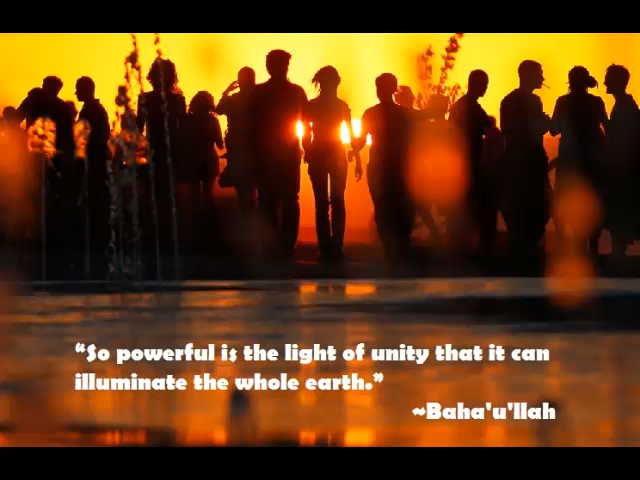 “So powerful is the light of unity that it can
illuminate the whole earth.”
~Baha'u'llah